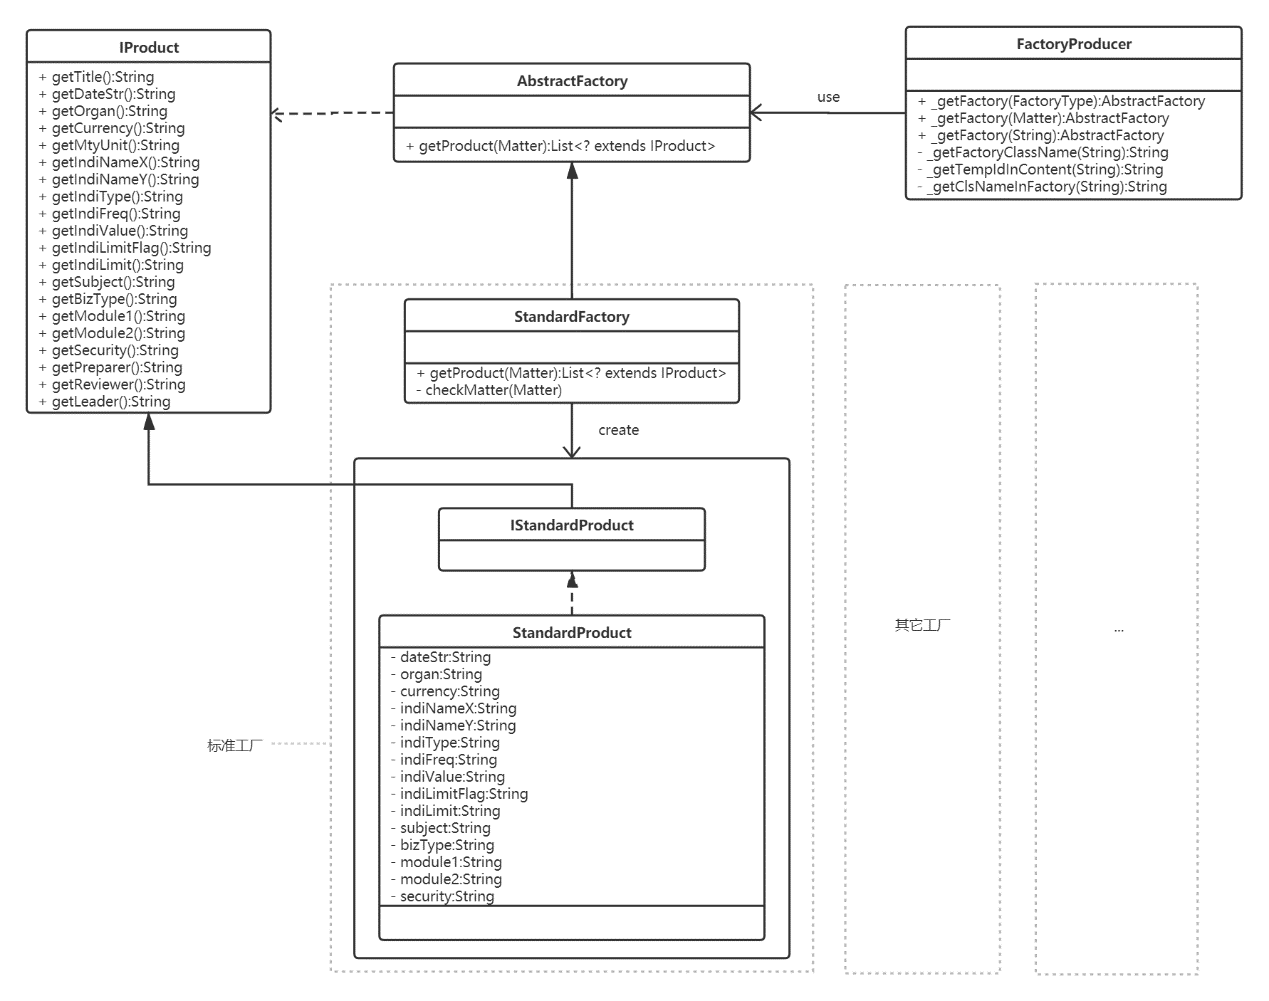 IProduct
+ getTitle():String
+ getDateStr():String
+ getOrgan():String
+ getCurrency():String
+ getMtyUnit():String
+ getIndiNameX():String
+ getIndiNameY():String
+ getIndiType():String
+ getIndiFreq():String
+ getIndiValue():String
+ getIndiLimitFlag():String
+ getIndiLimit():String
+ getSubject():String
+ getBizType():String
+ getModule1():String
+ getModule2():String
+ getSecurity():String
+ getPreparer():String
+ getReviewer():String
+ getLeader():String
AbstractFactory
+ getProduct(Matter):List<? extends IProduct>
use
FactoryProducer
+ _getFactory(FactoryType):AbstractFactory
+ _getFactory(Matter):AbstractFactory
+ _getFactory(String):AbstractFactory
- _getFactoryClassName(String):String
- _getTempIdInContent(String):String
- _getClsNameInFactory(String):String
StandardFactory
+ getProduct(Matter):List<? extends IProduct>
- checkMatter(Matter)
create
IStandardProduct
StandardProduct
- dateStr:String
- organ:String
- currency:String
- indiNameX:String
- indiNameY:String
- indiType:String
- indiFreq:String
- indiValue:String
- indiLimitFlag:String
- indiLimit:String
- subject:String
- bizType:String
- module1:String
- module2:String
- security:String
标准工厂
其它工厂
...